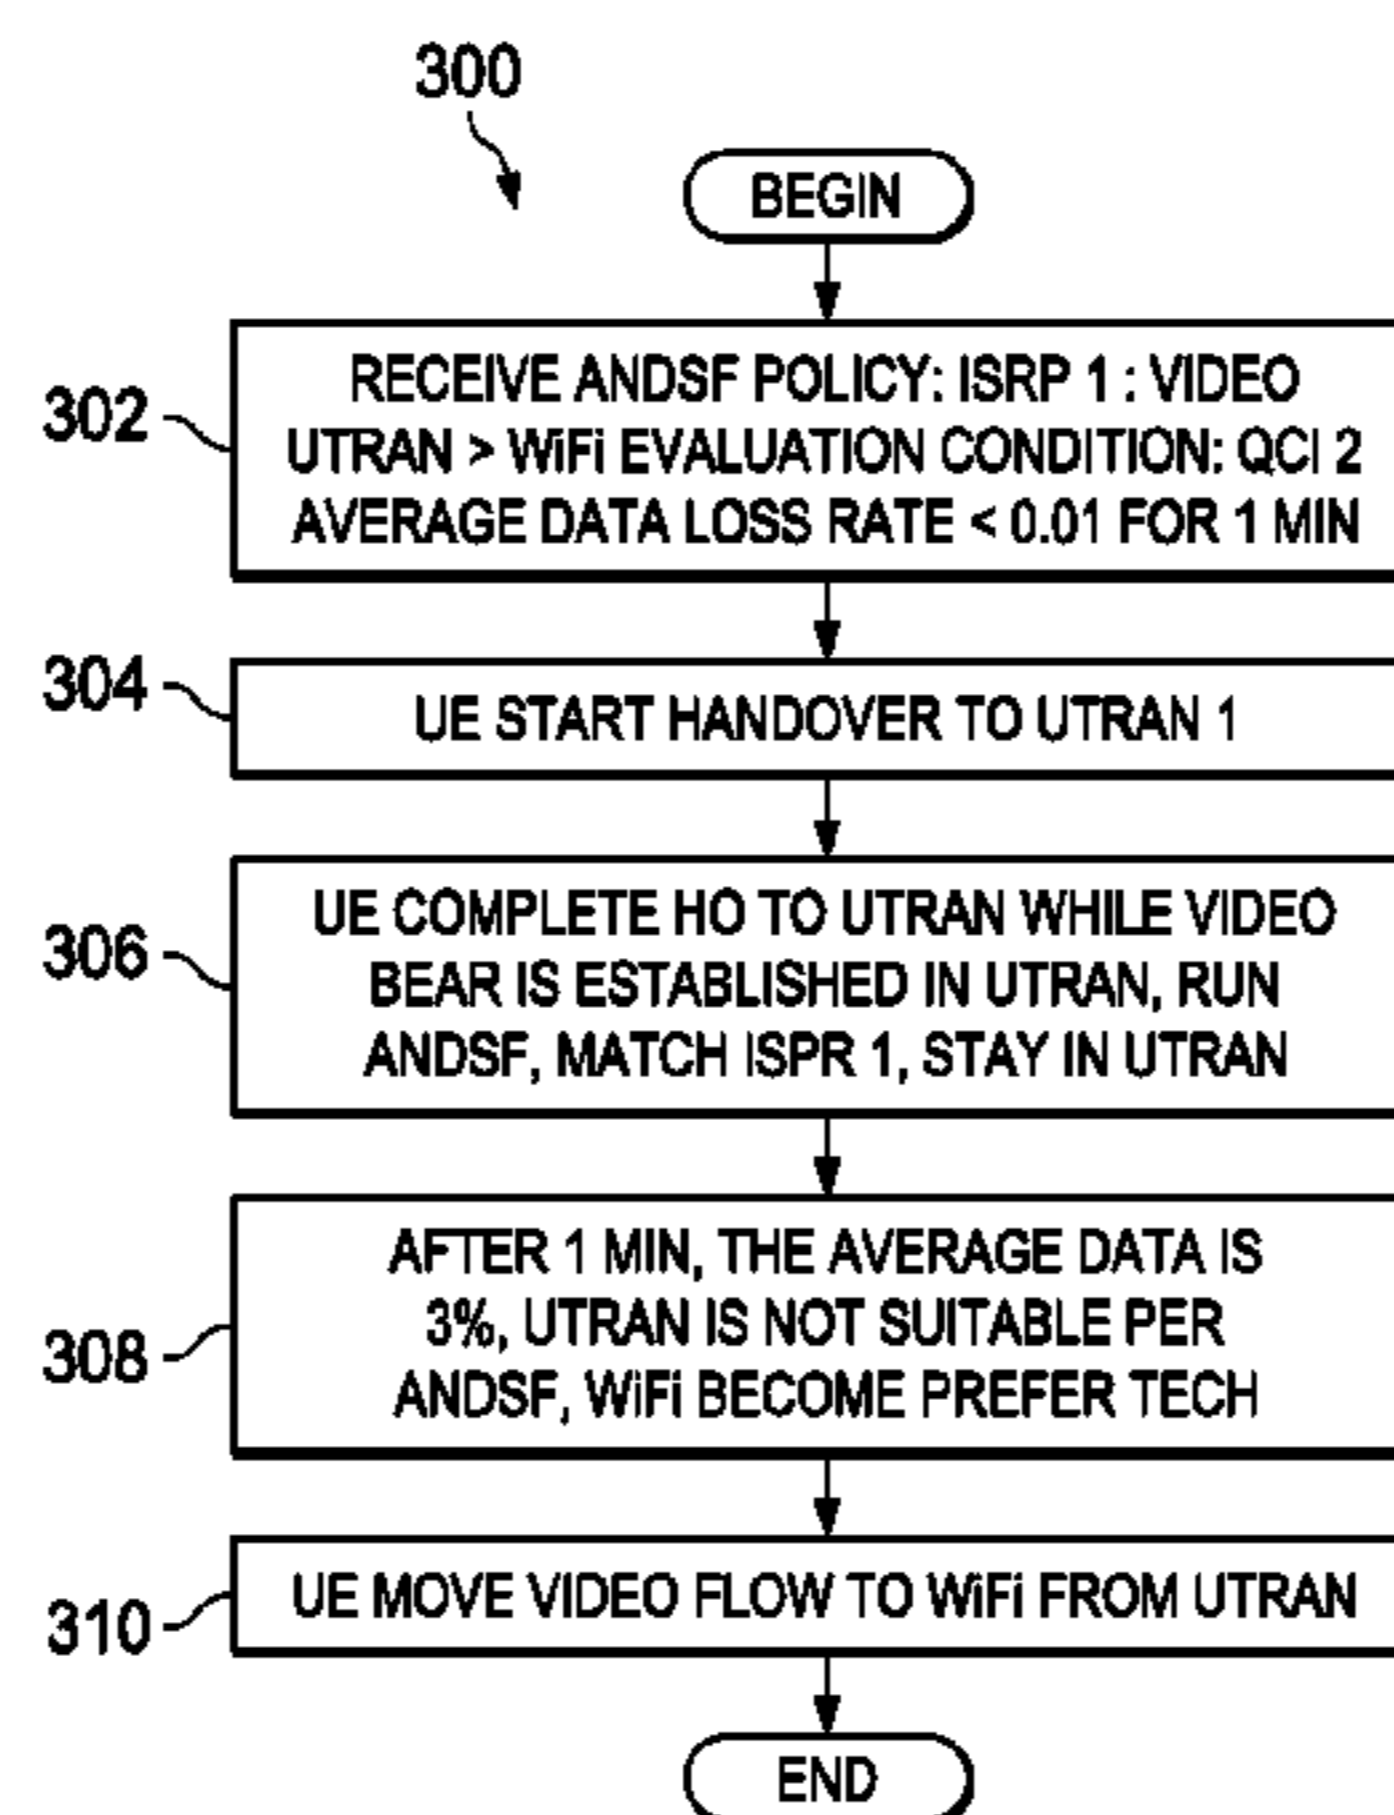 300
BEGIN
302
RECEIVE ANDSF POLICY: ISRP 1 : VIDEO
UTRAN > WiFi EVALUATION CONDITION: QCI 2
AVERAGE DATA LOSS RATE < 0.01 FOR 1 MIN
304
UE START HANDOVER TO UTRAN 1
306
UE COMPLETE HO TO UTRAN WHILE VIDEO
BEAR IS ESTABLISHED IN UTRAN, RUN
ANDSF, MATCH ISPR 1, STAY IN UTRAN
308
AFTER 1 MIN, THE AVERAGE DATA IS
3%, UTRAN IS NOT SUITABLE PER
ANDSF, WiFi BECOME PREFER TECH
310
UE MOVE VIDEO FLOW TO WiFi FROM UTRAN
END